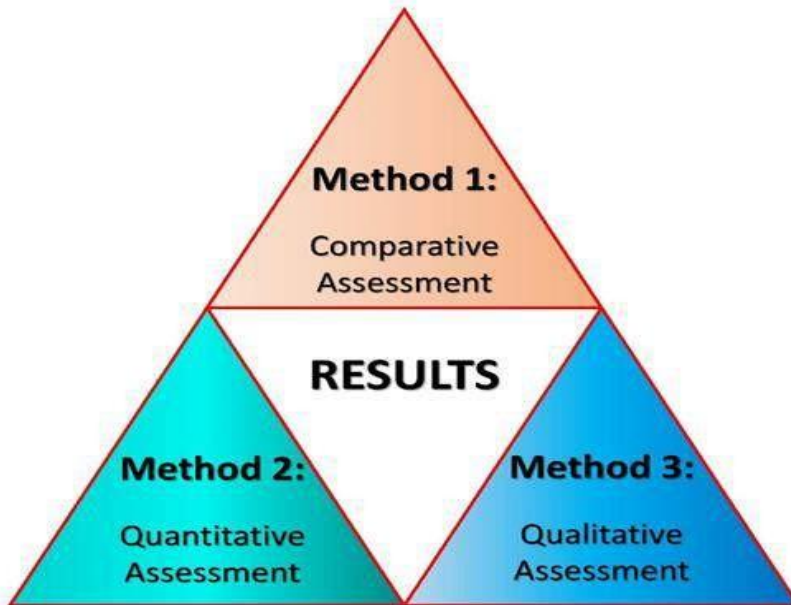 Method 1:
Comparative
Assessment
RESULTS
Method 2:
Quantitative
Assessment
Method 3:
Qualitative
Assessment